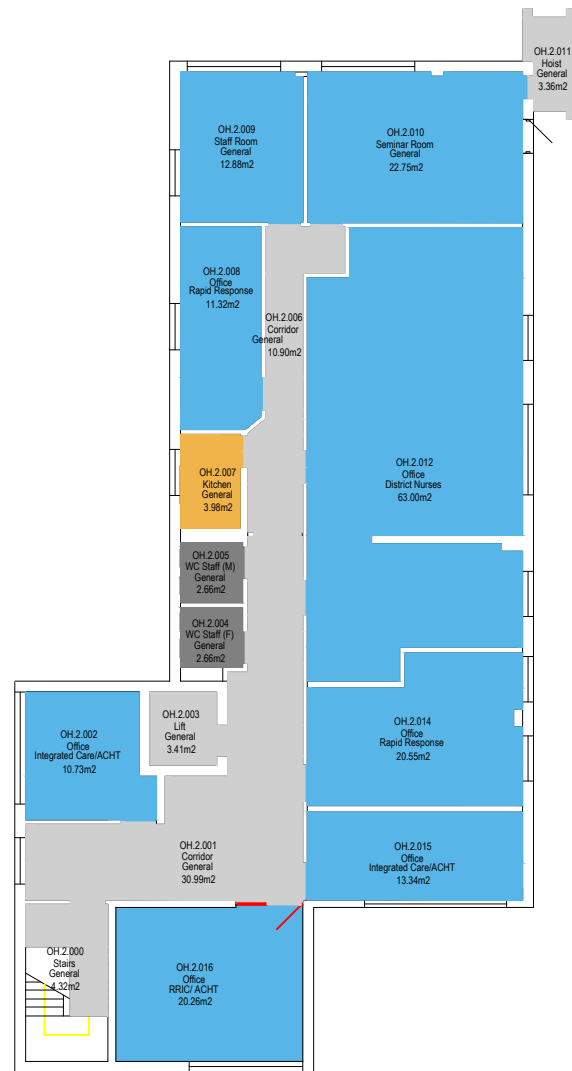 OH.2.011
Hoist
General
3.36m2
OH.2.009
Staff Room
General
12.88m2
OH.2.010
Seminar Room
General
22.75m2
OH.2.008
Office
Rapid Response
11.32m2
OH.2.006
Corridor
General
10.90m2
OH.2.007
Kitchen
General
3.98m2
OH.2.012
Office
District Nurses
63.00m2
OH.2.005
WC Staff (M)
General
2.66m2
OH.2.004
WC Staff (F)
General
2.66m2
OH.2.003
Lift
General
3.41m2
OH.2.002
Office
Integrated Care/ACHT
10.73m2
OH.2.014
Office
Rapid Response
20.55m2
OH.2.001
Corridor
General
30.99m2
OH.2.015
Office
Integrated Care/ACHT
13.34m2
OH.2.000
Stairs
General
4.32m2
OH.2.016
Office
RRIC/ ACHT
20.26m2